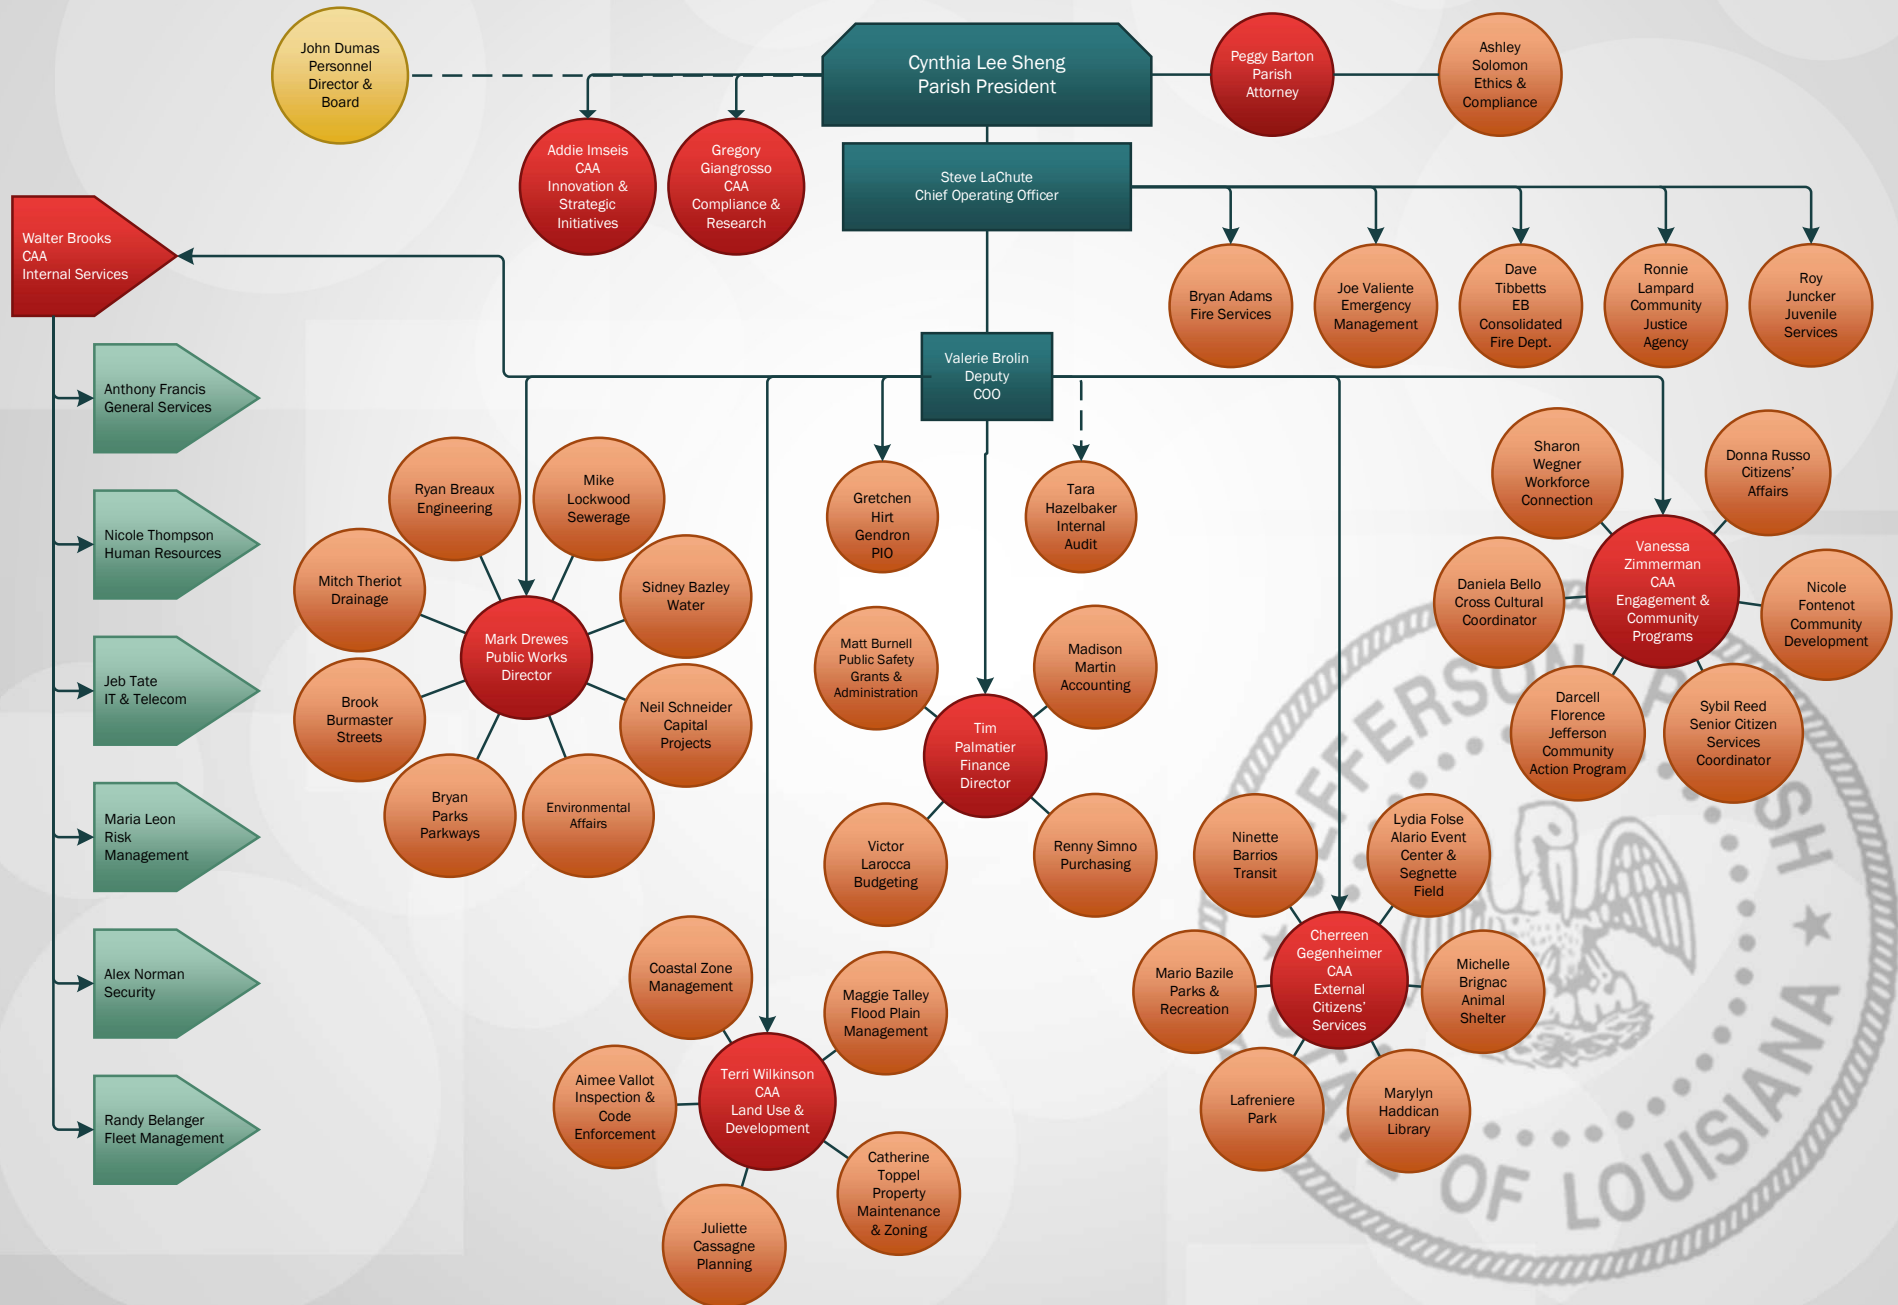 John Dumas
Personnel
Director &
Board
Cynthia Lee Sheng
Parish President
Peggy Barton
Parish
Attorney
Ashley
Solomon
Ethics &
Compliance
Addie Imseis
CAA
Innovation &
Strategic
Initiatives
Gregory
Giangrosso
CAA
Compliance &
Research
Steve LaChute
Chief Operating Officer
Walter Brooks
CAA
Internal Services
Bryan Adams
Fire Services
Joe Valiente
Emergency
Management
Dave
Tibbetts
EB
Consolidated
Fire Dept.
Ronnie
Lampard
Community
Justice
Agency
Roy
Juncker
Juvenile
Services
Valerie Brolin
Deputy
COO
Anthony Francis
General Services
Nicole Thompson
Human Resources
Jeb Tate
IT & Telecom
Maria Leon
Risk
Management
Alex Norman
Security
Randy Belanger
Fleet Management
Ryan Breaux
Engineering
Mike
Lockwood
Sewerage
Mitch Theriot
Drainage
Sidney Bazley
Water
Mark Drewes
Public Works
Director
Brook
Burmaster
Streets
Neil Schneider
Capital
Projects
Bryan
Parks
Parkways
Environmental
Affairs
Gretchen
Hirt
Gendron
PIO
Tara
Hazelbaker
Internal
Audit
Matt Burnell
Public Safety
Grants &
Administration
Madison
Martin
Accounting
Tim
Palmatier
Finance
Director
Victor
Larocca
Budgeting
Renny Simno
Purchasing
Sharon
Wegner
Workforce
Connection
Donna Russo
Citizens’
Affairs
Vanessa
Zimmerman
CAA
Engagement &
Community
Programs
Daniela Bello
Cross Cultural
Coordinator
Nicole
Fontenot
Community
Development
Darcell
Florence
Jefferson
Community
Action Program
Sybil Reed
Senior Citizen
Services
Coordinator
Ninette
Barrios
Transit
Lydia Folse
Alario Event
Center &
Segnette
Field
Cherreen
Gegenheimer
CAA
External
Citizens’
Services
Mario Bazile
Parks &
Recreation
Michelle
Brignac
Animal
Shelter
Lafreniere
Park
Marylyn
Haddican
Library
Coastal Zone
Management
Maggie Talley
Flood Plain
Management
Aimee Vallot
Inspection &
Code
Enforcement
Terri Wilkinson
CAA
Land Use &
Development
Catherine
Toppel
Property
Maintenance
& Zoning
Juliette
Cassagne
Planning
OF LOUISIANA